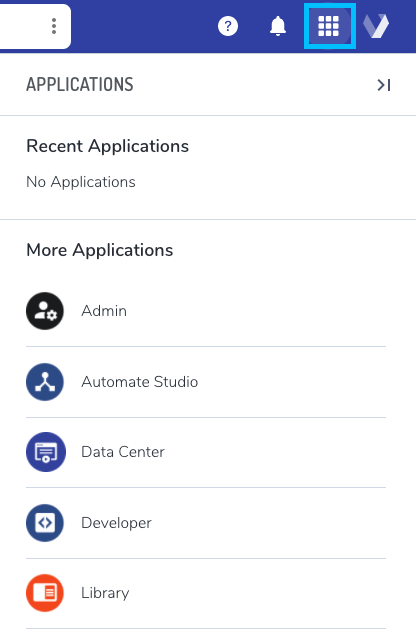 APPLICATIONS
Recent Applications
No Applications
More Applications
Admin
Automate Studio
Data Center
Developer
Library